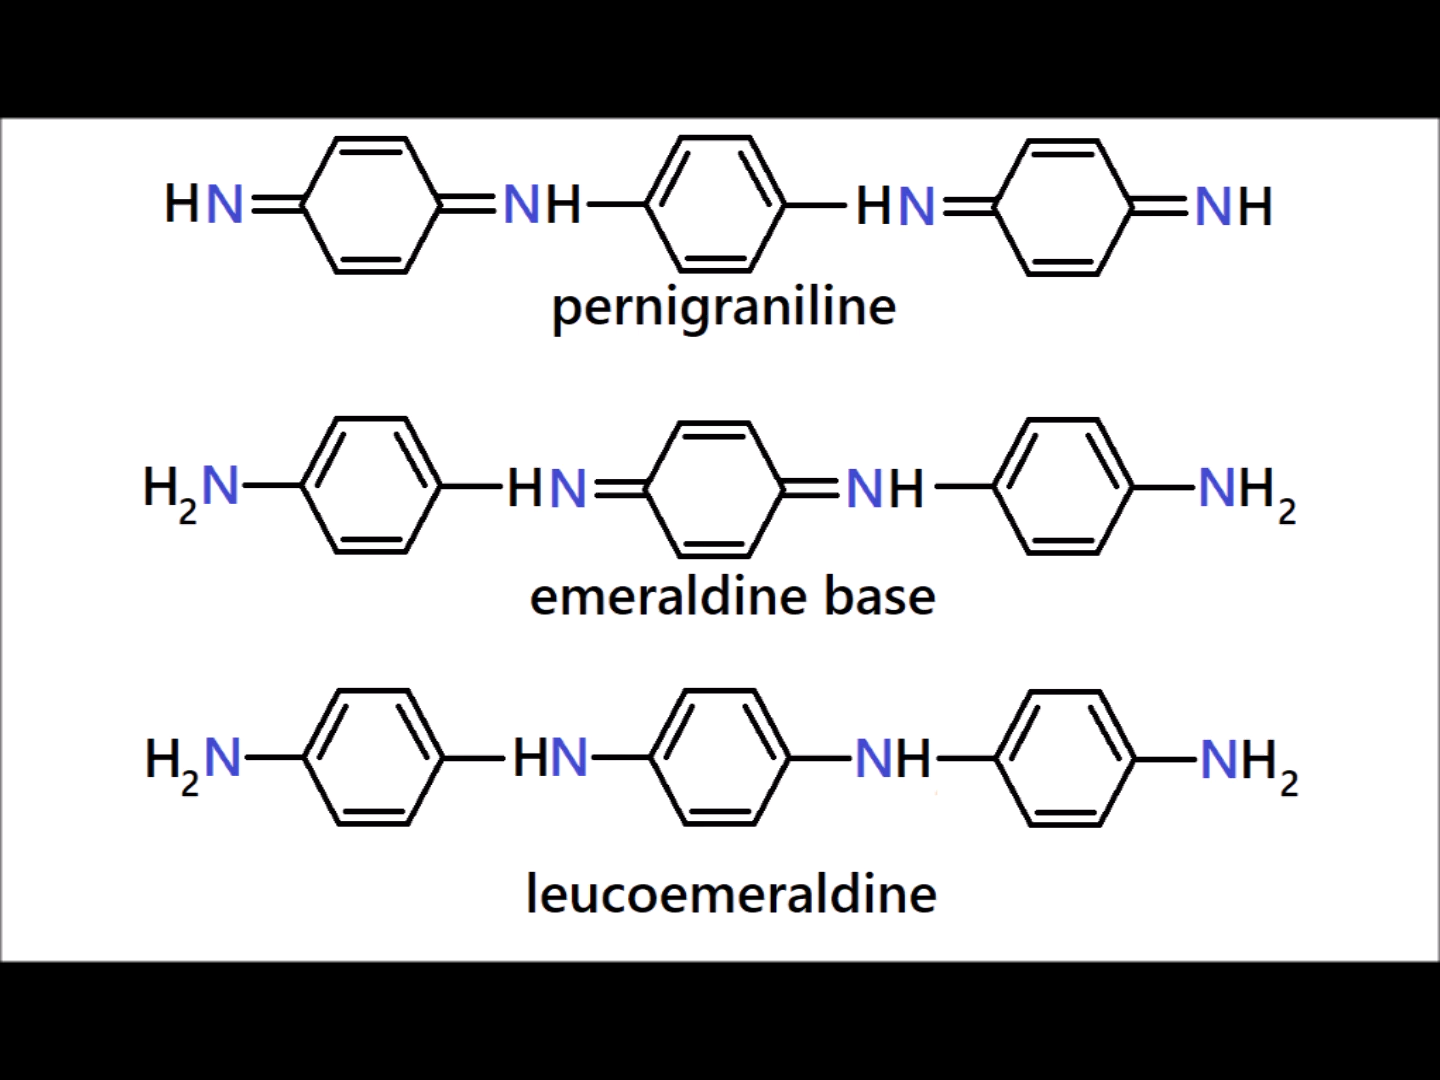 HN NH HN NH
pernigraniline
H2N HN NH NH2
emeraldine base
H2N HN NH NH2
leucoemeraldine